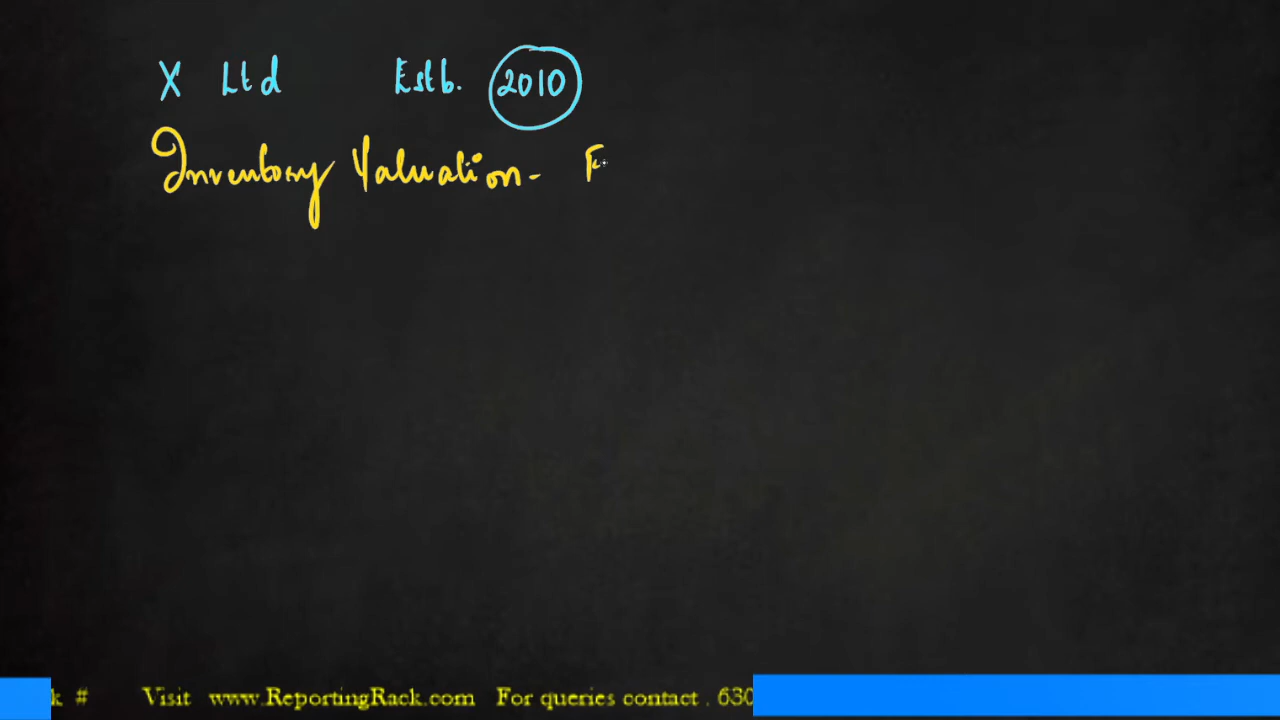 X Ltd Estb. 2010
Inventory Valuation - F
# Visit www.ReportingRack.com For queries contact . 630